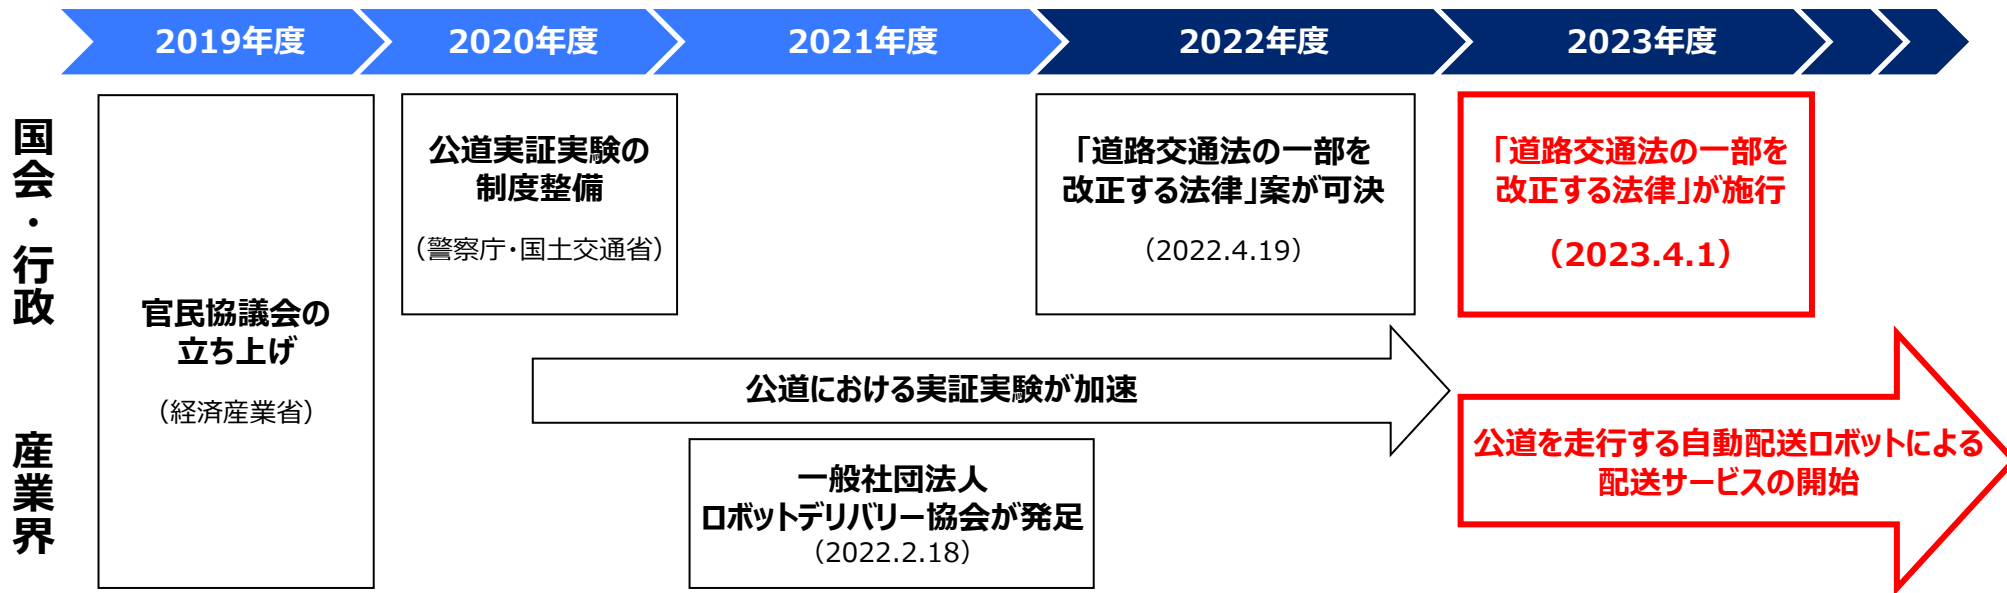 2019年度
2020年度
2021年度
2022年度
2023年度
国会・行政
産業界
官民協議会の
立ち上げ
（経済産業省）
公道実証実験の
制度整備
（警察庁・国土交通省）
「道路交通法の一部を
改正する法律」案が可決
（2022.4.19）
「道路交通法の一部を
改正する法律」が施行
（2023.4.1）
公道における実証実験が加速
一般社団法人
ロボットデリバリー協会が発足
（2022.2.18）
公道を走行する自動配送ロボットによる
配送サービスの開始